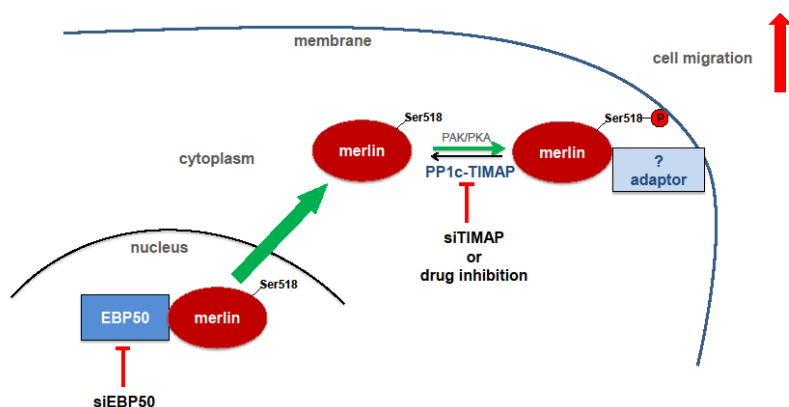 membrane
cell migration
Ser518
Ser518
P
PAK/PKA
merlin
merlin
cytoplasm
PP1c-TIMAP
?
adaptor
siTIMAP
or
drug inhibition
nucleus
Ser518
EBP50
merlin
siEBP50